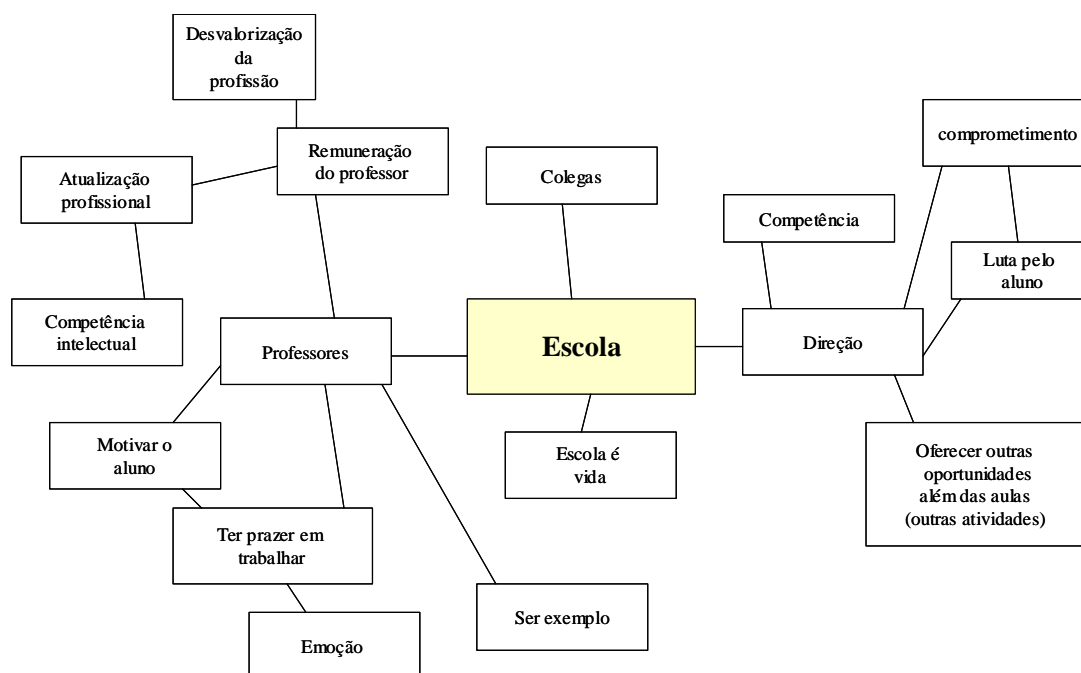 Desvalorização
da
profissão
Remuneração
do professor
Atualização
profissional
Competência
intelectual
Professores
Motivar o
aluno
Ter prazer em
trabalhar
Emoção
Ser exemplo
Colegas
Escola
Escola é
vida
Competência
Direção
comprometimento
Luta pelo
aluno
Oferecer outras
oportunidades
além das aulas
(outras atividades)